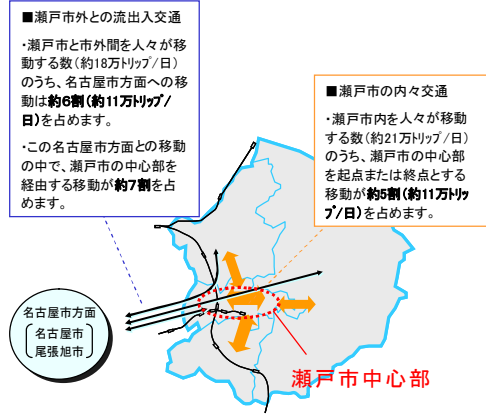 ■瀬戸市外との流出入交通
・瀬戸市と市外間を人々が移
動する数（約18万トリップ/日）
のうち、名古屋市方面への移
動は約6割（約11万トリップ/
日）を占めます。
・この名古屋市方面との移動
の中で、瀬戸市の中心部を
経由する移動が約7割を占
めます。
■瀬戸市の内々交通
・瀬戸市内を人々が移動
する数（約21万トリップ/日）
のうち、瀬戸市の中心部
を起点または終点とする
移動が約5割（約11万トリッ
プ/日）を占めます。
名古屋市方面
名古屋市
尾張旭市
瀬戸市中心部